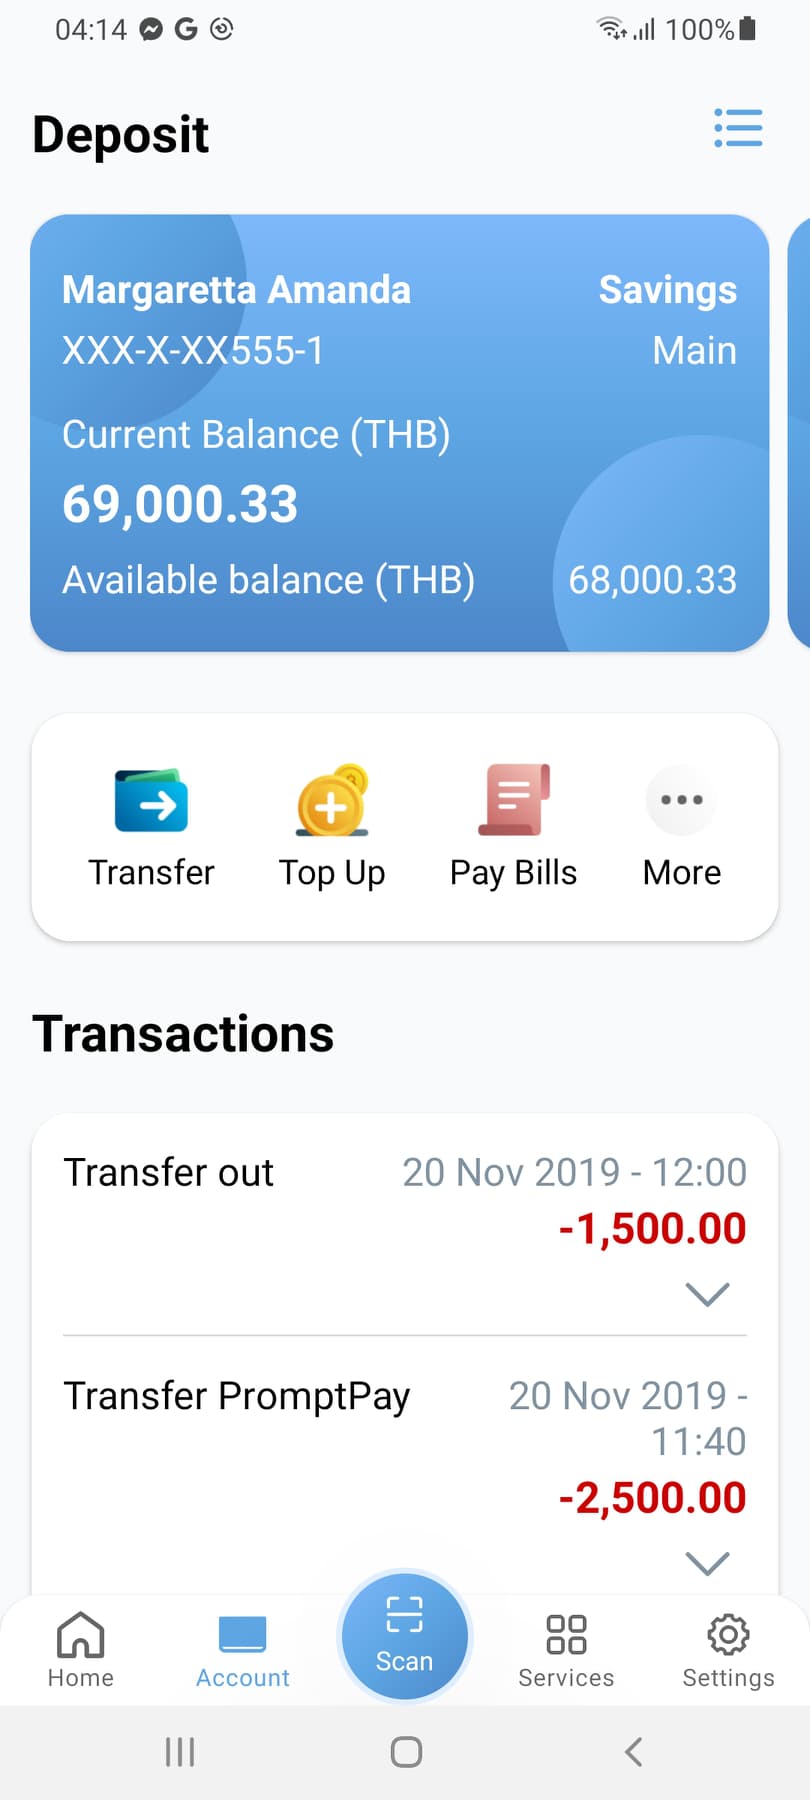 04:14
100%
Deposit
Margaretta Amanda
Savings
XXX-X-XX555-1
Main
Current Balance (THB)
69,000.33
Available balance (THB)
68,000.33
Transfer
Top Up
Pay Bills
More
Transactions
Transfer out
20 Nov 2019 - 12:00
-1,500.00
Transfer PromptPay
20 Nov 2019 -
11:40
-2,500.00
Home
Account
Scan
Services
Settings